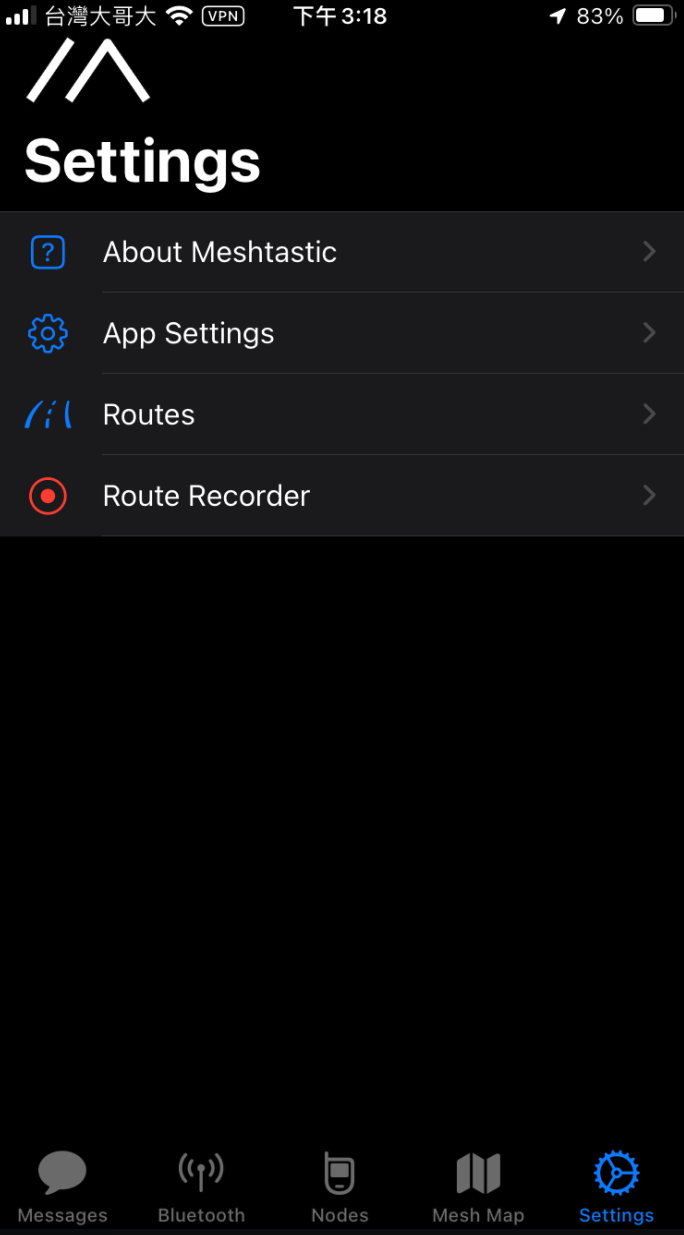 台灣大哥大 VPN 下午3:18 83%
Settings
? About Meshtastic
App Settings
Routes
Route Recorder
Messages Bluetooth Nodes Mesh Map Settings